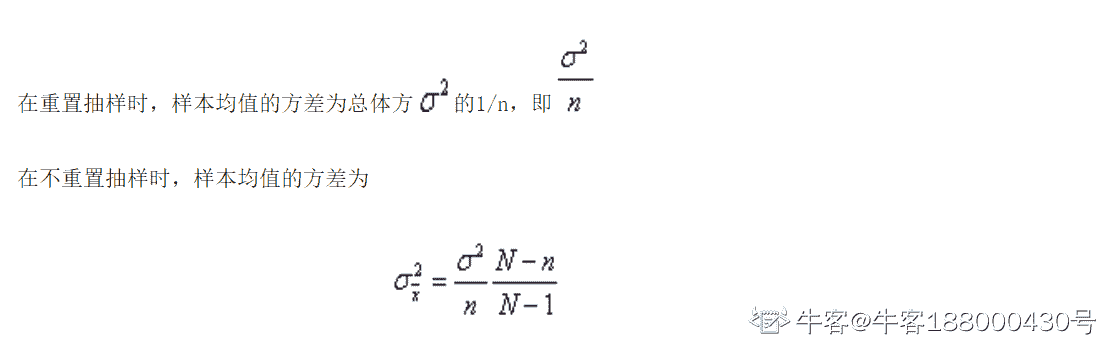 在重置抽样时，样本均值的方差为总体方 σ² 的1/n，即 σ²/n
在不重置抽样时，样本均值的方差为
σ²x̄ = σ²/n N−n/N−1
牛客@牛客188000430号